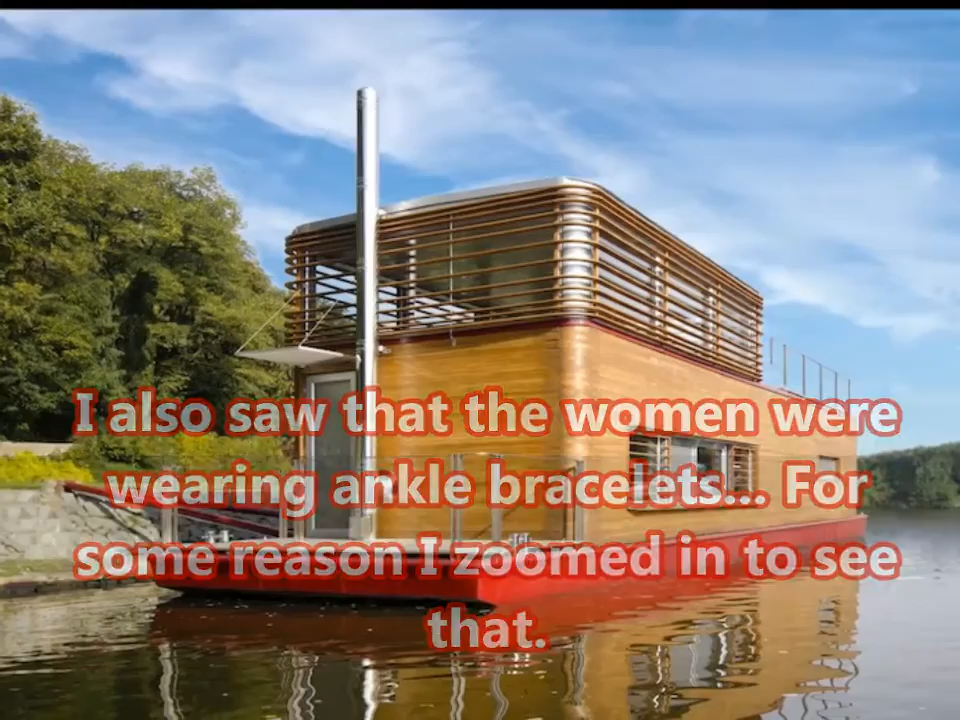 I also saw that the women were
wearing ankle bracelets... For
some reason I zoomed in to see
that.